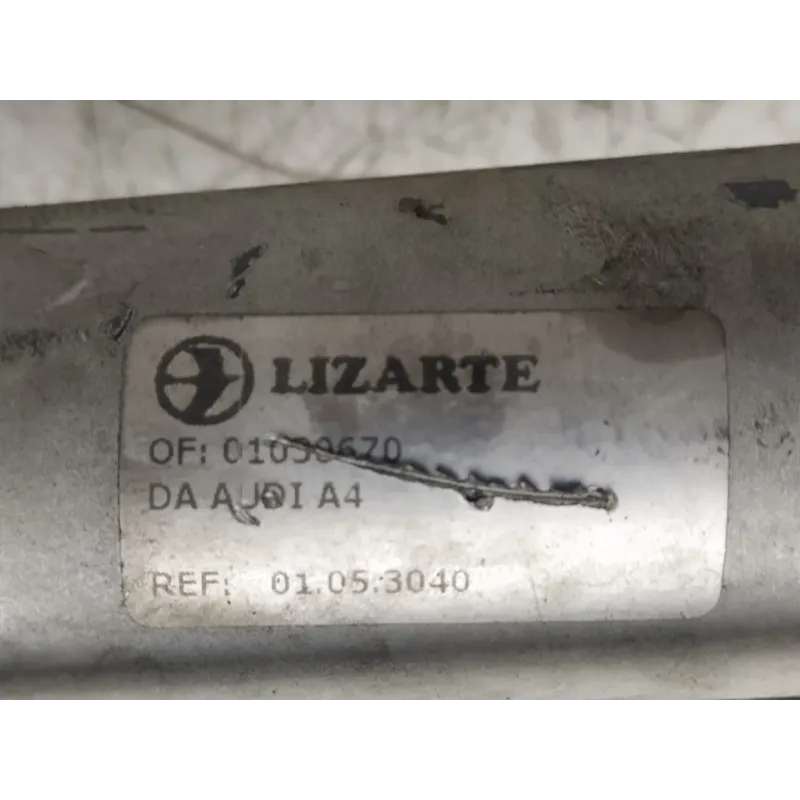 LIZARTE
OF: 01030670
DA AUDI A4
REF: 01.05.3040